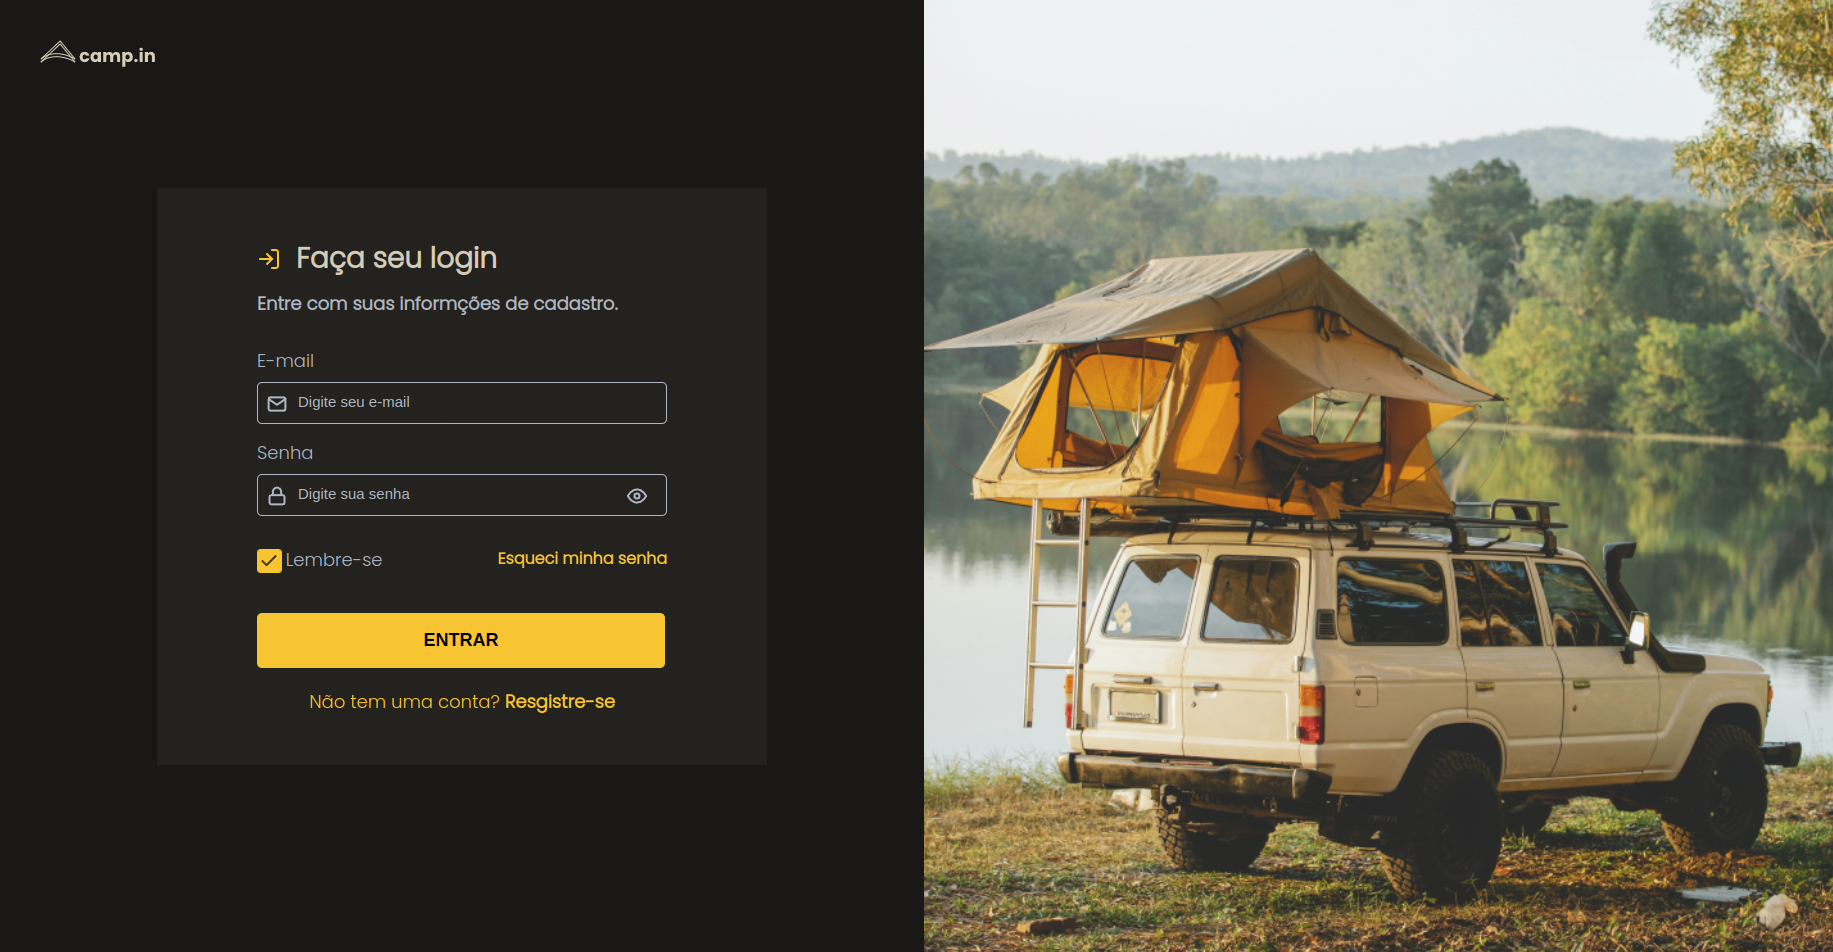 camp.in
Faça seu login
Entre com suas informções de cadastro.
E-mail
Digite seu e-mail
Senha
Digite sua senha
Lembre-se
Esqueci minha senha
ENTRAR
Não tem uma conta? Resgistre-se